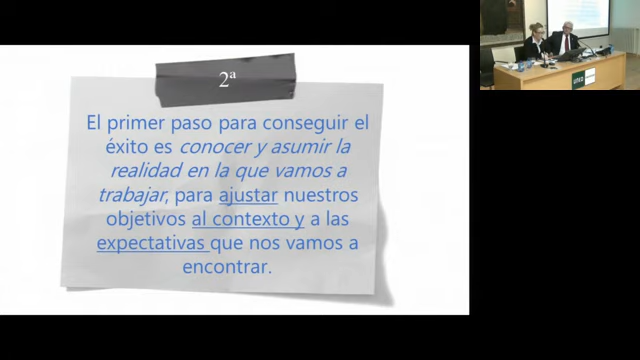 2ª
El primer paso para conseguir el
éxito es conocer y asumir la
realidad en la que vamos a
trabajar, para ajustar nuestros
objetivos al contexto y a las
expectativas que nos vamos a
encontrar.